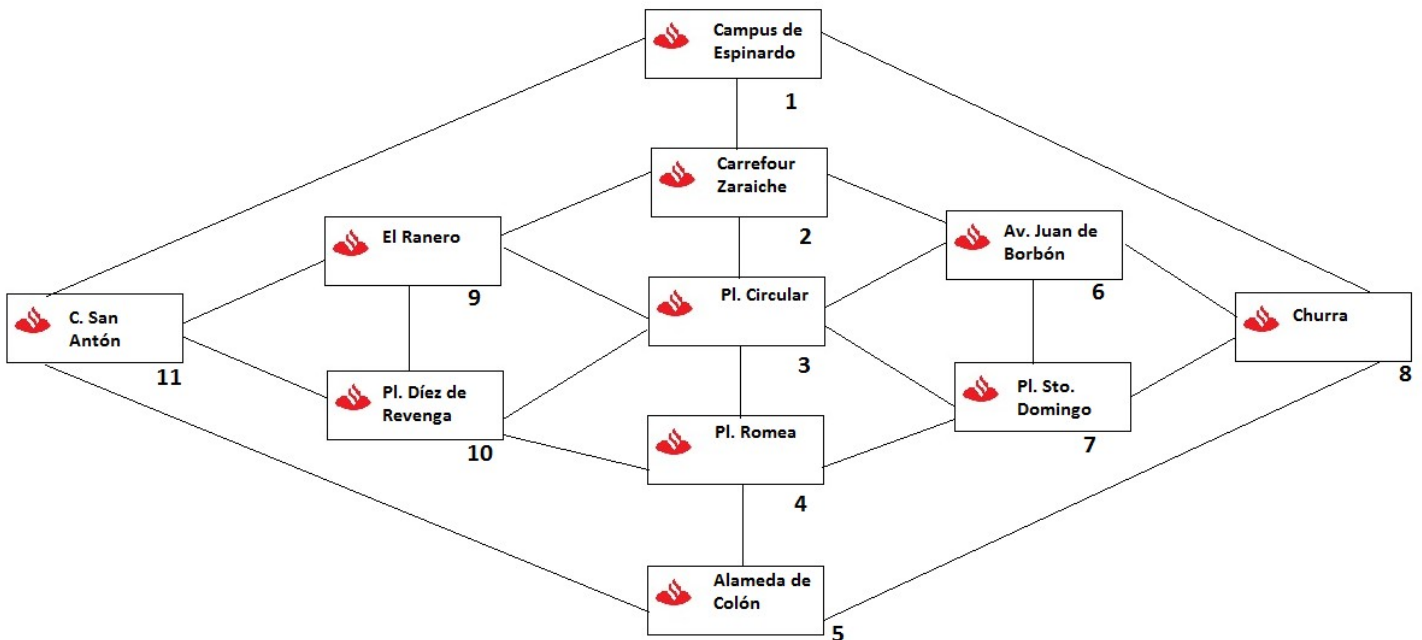 Campus de
Espinardo
1
Carrefour
Zaraiche
2
El Ranero
9
Av. Juan de
Borbón
6
Pl. Circular
3
C. San
Antón
11
Churra
8
Pl. Díez de
Revenga
10
Pl. Sto.
Domingo
7
Pl. Romea
4
Alameda de
Colón
5